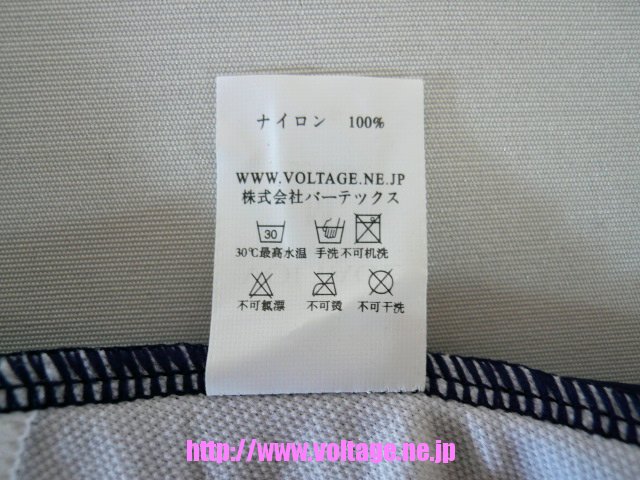 ナイロン 100%
WWW.VOLTAGE.NE.JP
株式会社バーテックス
30
30℃最高水温 手洗不可机洗
不可氯漂 不可烫 不可干洗
http://www.voltage.ne.jp